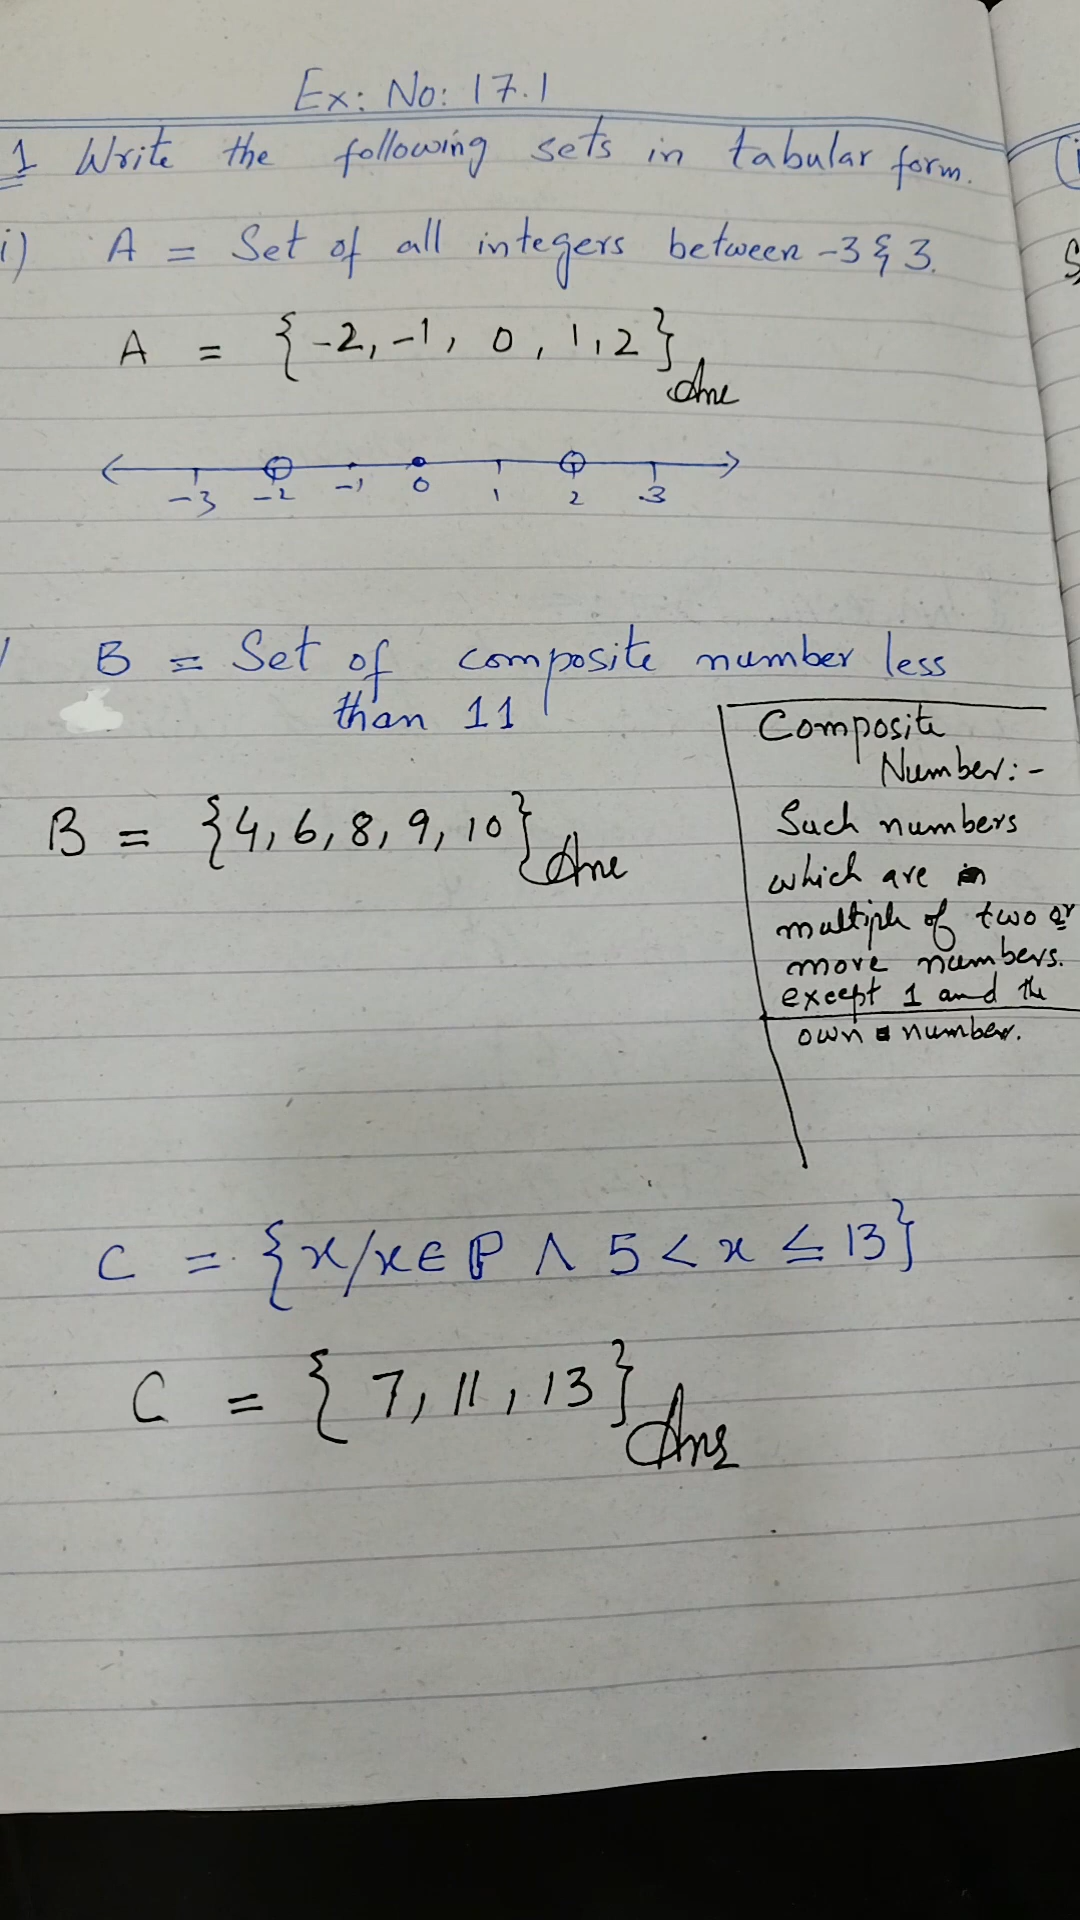 Ex: No: 17.1
1 Write the following sets in tabular form.
i) A = Set of all integers between -3 & 3.
A = {-2, -1, 0, 1, 2} Ans
-3 -2 -1 0 1 2 3
B = Set of composite number less
than 11
Composite
Number:-
Such numbers
which are in
multiple of two or
more numbers.
except 1 and the
own number.
B = {4, 6, 8, 9, 10} Ans
C = {x/x ∈ P ∧ 5 < x ≤ 13}
C = {7, 11, 13} Ans